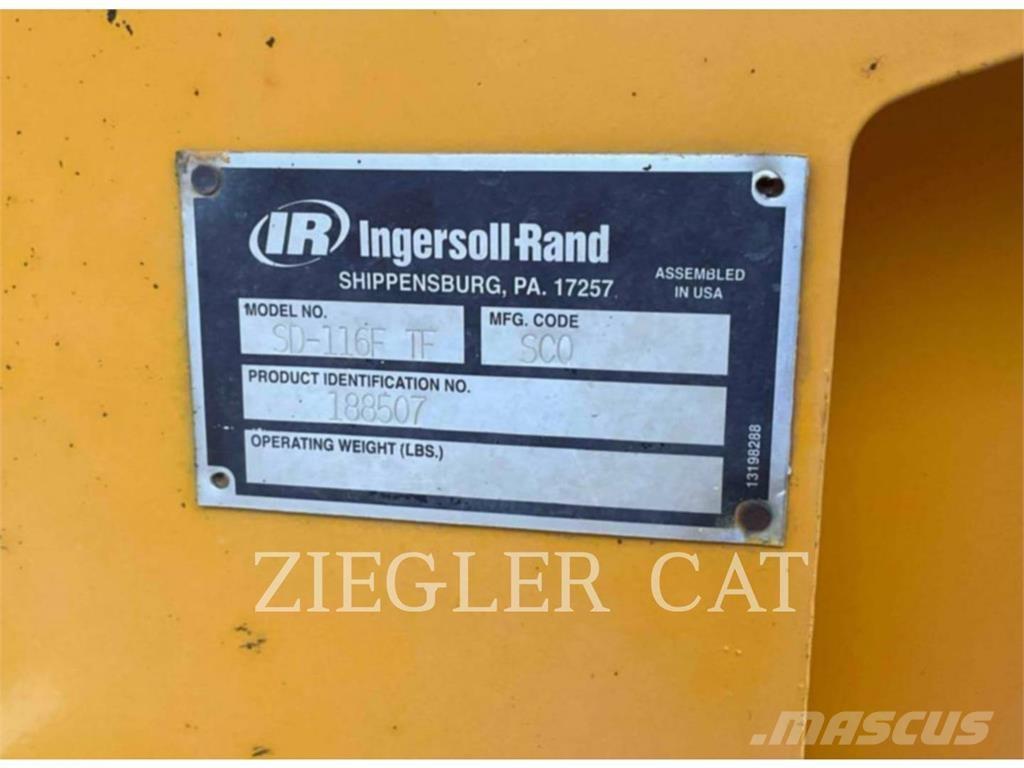 IR Ingersoll-Rand
SHIPPENSBURG, PA. 17257
ASSEMBLED
IN USA
MODEL NO.
SD-116F TF
MFG. CODE
SCO
PRODUCT IDENTIFICATION NO.
188507
OPERATING WEIGHT (LBS.)
13198288
ZIEGLER CAT
MASCUS